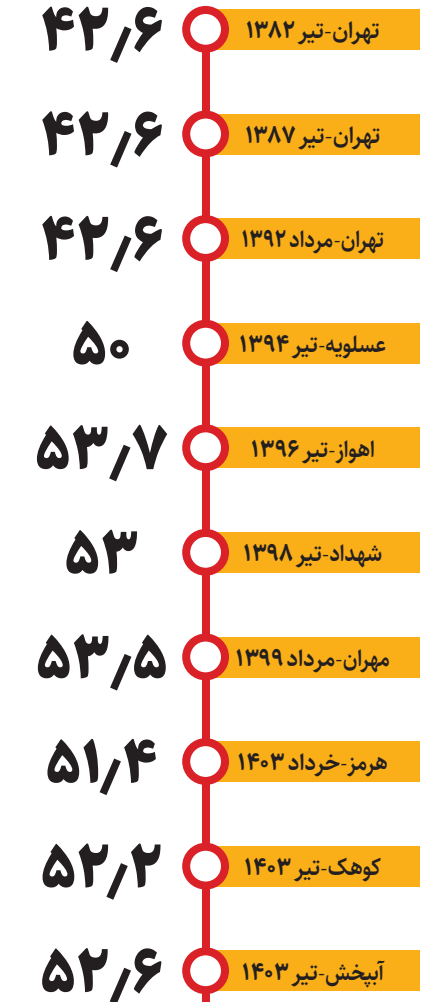 تهران-تیر ۱۳۸۲ ۴۲٫۶
تهران-تیر ۱۳۸۷ ۴۲٫۶
تهران-مرداد ۱۳۹۲ ۴۲٫۶
عسلویه-تیر ۱۳۹۴ ۵۰
اهواز-تیر ۱۳۹۶ ۵۳٫۷
شهداد-تیر ۱۳۹۸ ۵۳
مهران-مرداد ۱۳۹۹ ۵۳٫۵
هرمز-خرداد ۱۴۰۳ ۵۱٫۴
کوهک-تیر ۱۴۰۳ ۵۲٫۲
آبپخش-تیر ۱۴۰۳ ۵۲٫۶